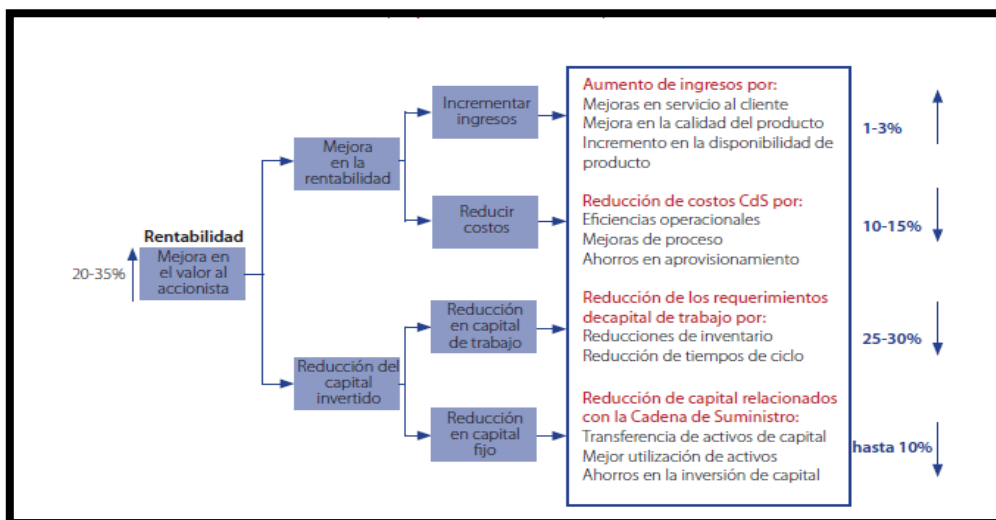 Rentabilidad
20-35%
Mejora en
el valor al
accionista
Mejora
en la
rentabilidad
Reducción del
capital
invertido
Incrementar
ingresos
Reducir
costos
Reducción
en capital
de trabajo
Reducción
en capital
fijo
Aumento de ingresos por:
Mejoras en servicio al cliente
Mejora en la calidad del producto
Incremento en la disponibilidad de
producto
1-3%
Reducción de costos CdS por:
Eficiencias operacionales
Mejoras de proceso
Ahorros en aprovisionamiento
10-15%
Reducción de los requerimientos
decapital de trabajo por:
Reducciones de inventario
Reducción de tiempos de ciclo
25-30%
Reducción de capital relacionados
con la Cadena de Suministro:
Transferencia de activos de capital
Mejor utilización de activos
Ahorros en la inversión de capital
hasta 10%